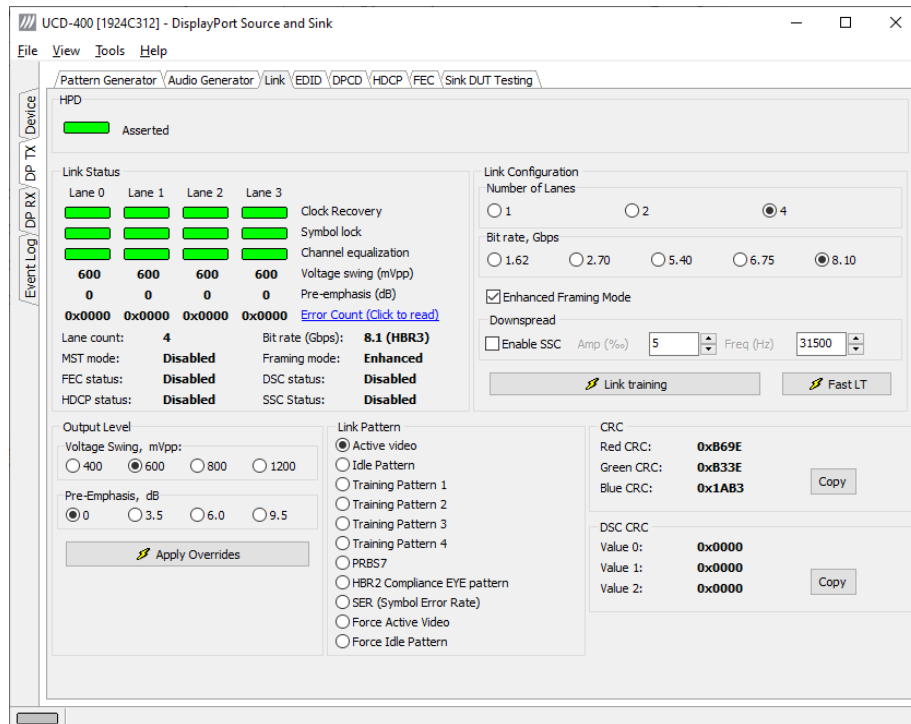 UCD-400 [1924C312] - DisplayPort Source and Sink
File View Tools Help
Pattern Generator Audio Generator Link EDID DPCD HDCP FEC Sink DUT Testing
Device
DP TX
DP RX
Event Log
HPD
Asserted
Link Status
Lane 0 Lane 1 Lane 2 Lane 3
Clock Recovery
Symbol lock
Channel equalization
600 600 600 600 Voltage swing (mVpp)
0 0 0 0 Pre-emphasis (dB)
0x0000 0x0000 0x0000 0x0000 Error Count (Click to read)
Lane count: 4 Bit rate (Gbps): 8.1 (HBR3)
MST mode: Disabled Framing mode: Enhanced
FEC status: Disabled DSC status: Disabled
HDCP status: Disabled SSC Status: Disabled
Link Configuration
Number of Lanes
1 2 4
Bit rate, Gbps
1.62 2.70 5.40 6.75 8.10
Enhanced Framing Mode
Downspread
Enable SSC Amp (‰) 5 Freq (Hz) 31500
Link training Fast LT
Output Level
Voltage Swing, mVpp:
400 600 800 1200
Pre-Emphasis, dB
0 3.5 6.0 9.5
Apply Overrides
Link Pattern
Active video
Idle Pattern
Training Pattern 1
Training Pattern 2
Training Pattern 3
Training Pattern 4
PRBS7
HBR2 Compliance EYE pattern
SER (Symbol Error Rate)
Force Active Video
Force Idle Pattern
CRC
Red CRC: 0xB69E
Green CRC: 0xB33E
Blue CRC: 0x1AB3
Copy
DSC CRC
Value 0: 0x0000
Value 1: 0x0000
Value 2: 0x0000
Copy